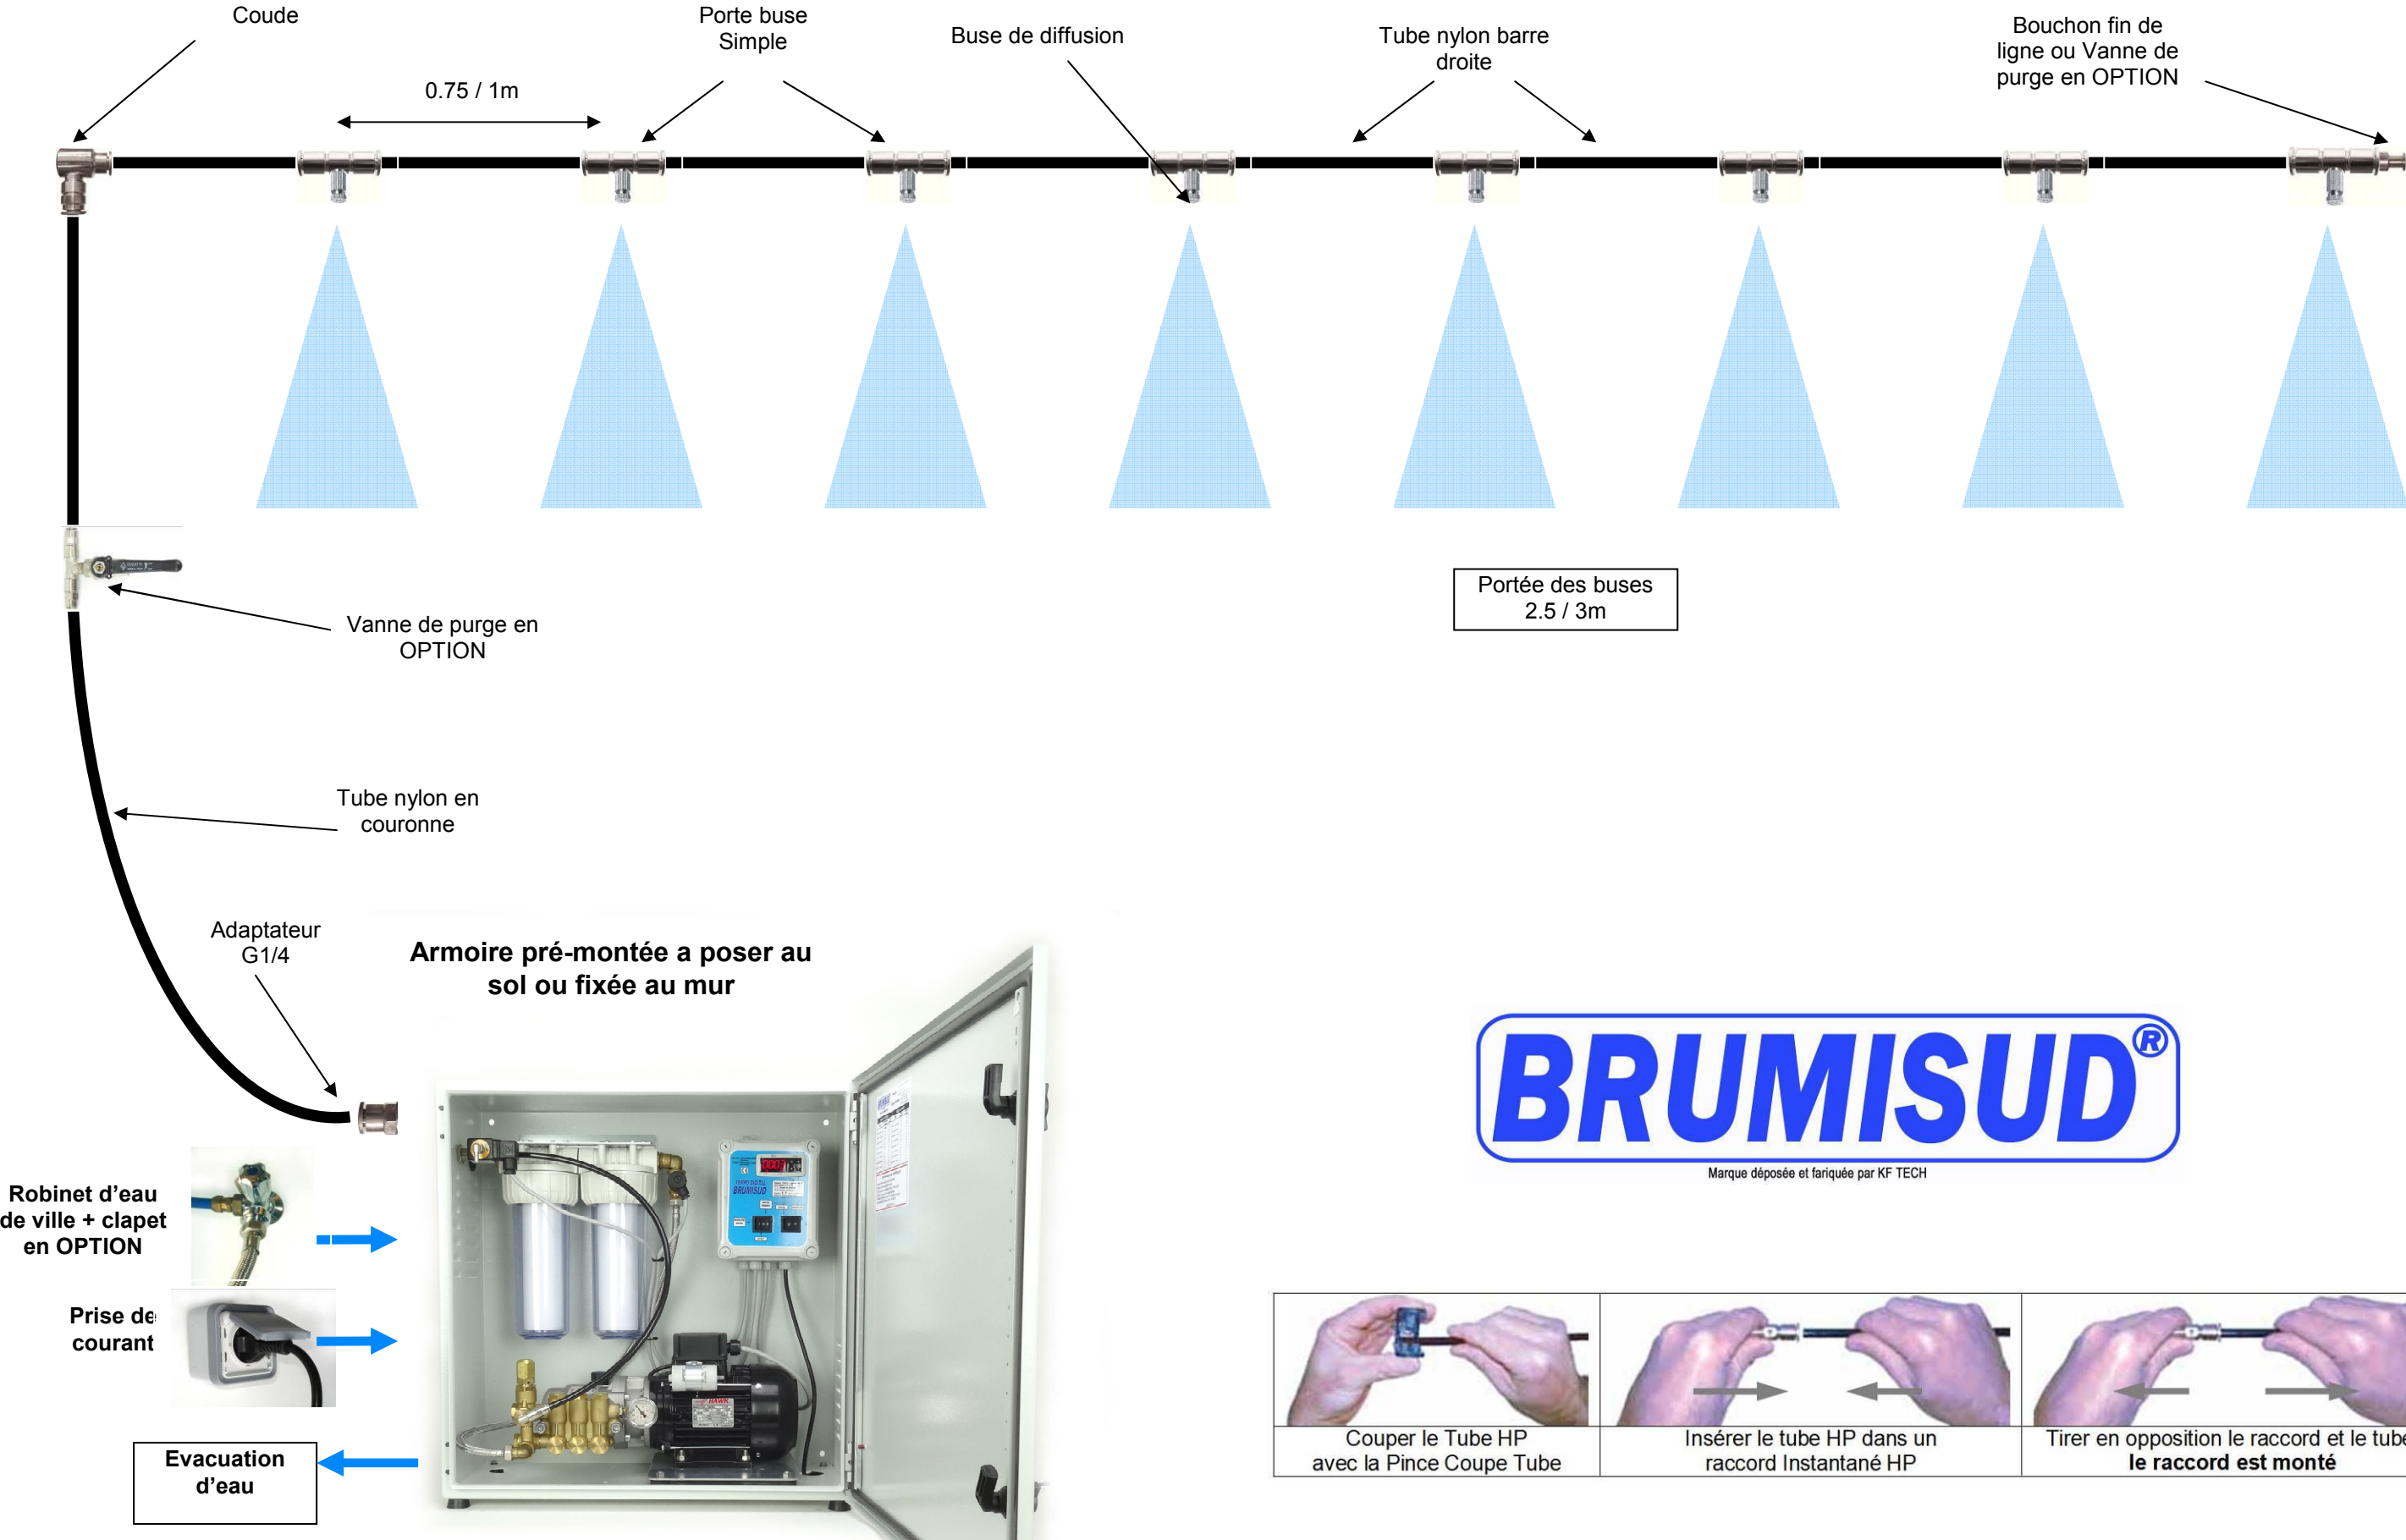 Coude
Porte buse
Simple
Buse de diffusion
Tube nylon barre
droite
Bouchon fin de
ligne ou Vanne de
purge en OPTION
0.75 / 1m
Portée des buses
2.5 / 3m
Vanne de purge en
OPTION
Tube nylon en
couronne
Adaptateur
G1/4
Armoire pré-montée a poser au
sol ou fixée au mur
BRUMISUD®
Marque déposée et fariquée par KF TECH
Robinet d’eau
de ville + clapet
en OPTION
Prise de
courant
Evacuation
d’eau
BRUMISUD
HAWK
Couper le Tube HP
avec la Pince Coupe Tube
Insérer le tube HP dans un
raccord Instantané HP
Tirer en opposition le raccord et le tube
le raccord est monté